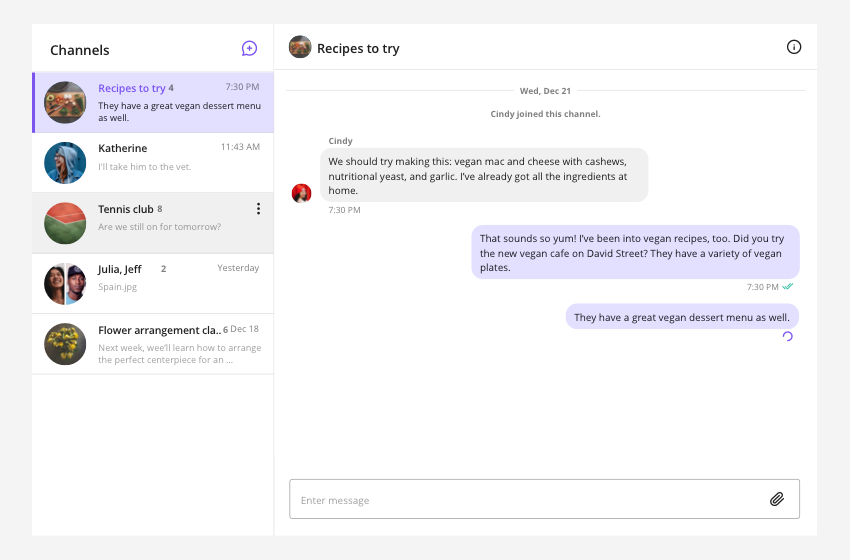 Channels
Recipes to try 4 7:30 PM
They have a great vegan dessert menu
as well.
Katherine 11:43 AM
I'll take him to the vet.
Tennis club 8
Are we still on for tomorrow?
Julia, Jeff 2 Yesterday
Spain.jpg
Flower arrangement cla.. 6 Dec 18
Next week, wee'll learn how to arrange
the perfect centerpiece for an ...
Recipes to try
Wed, Dec 21
Cindy joined this channel.
Cindy
We should try making this: vegan mac and cheese with cashews,
nutritional yeast, and garlic. I've already got all the ingredients at
home.
7:30 PM
That sounds so yum! I've been into vegan recipes, too. Did you try
the new vegan cafe on David Street? They have a variety of vegan
plates.
7:30 PM
They have a great vegan dessert menu as well.
Enter message